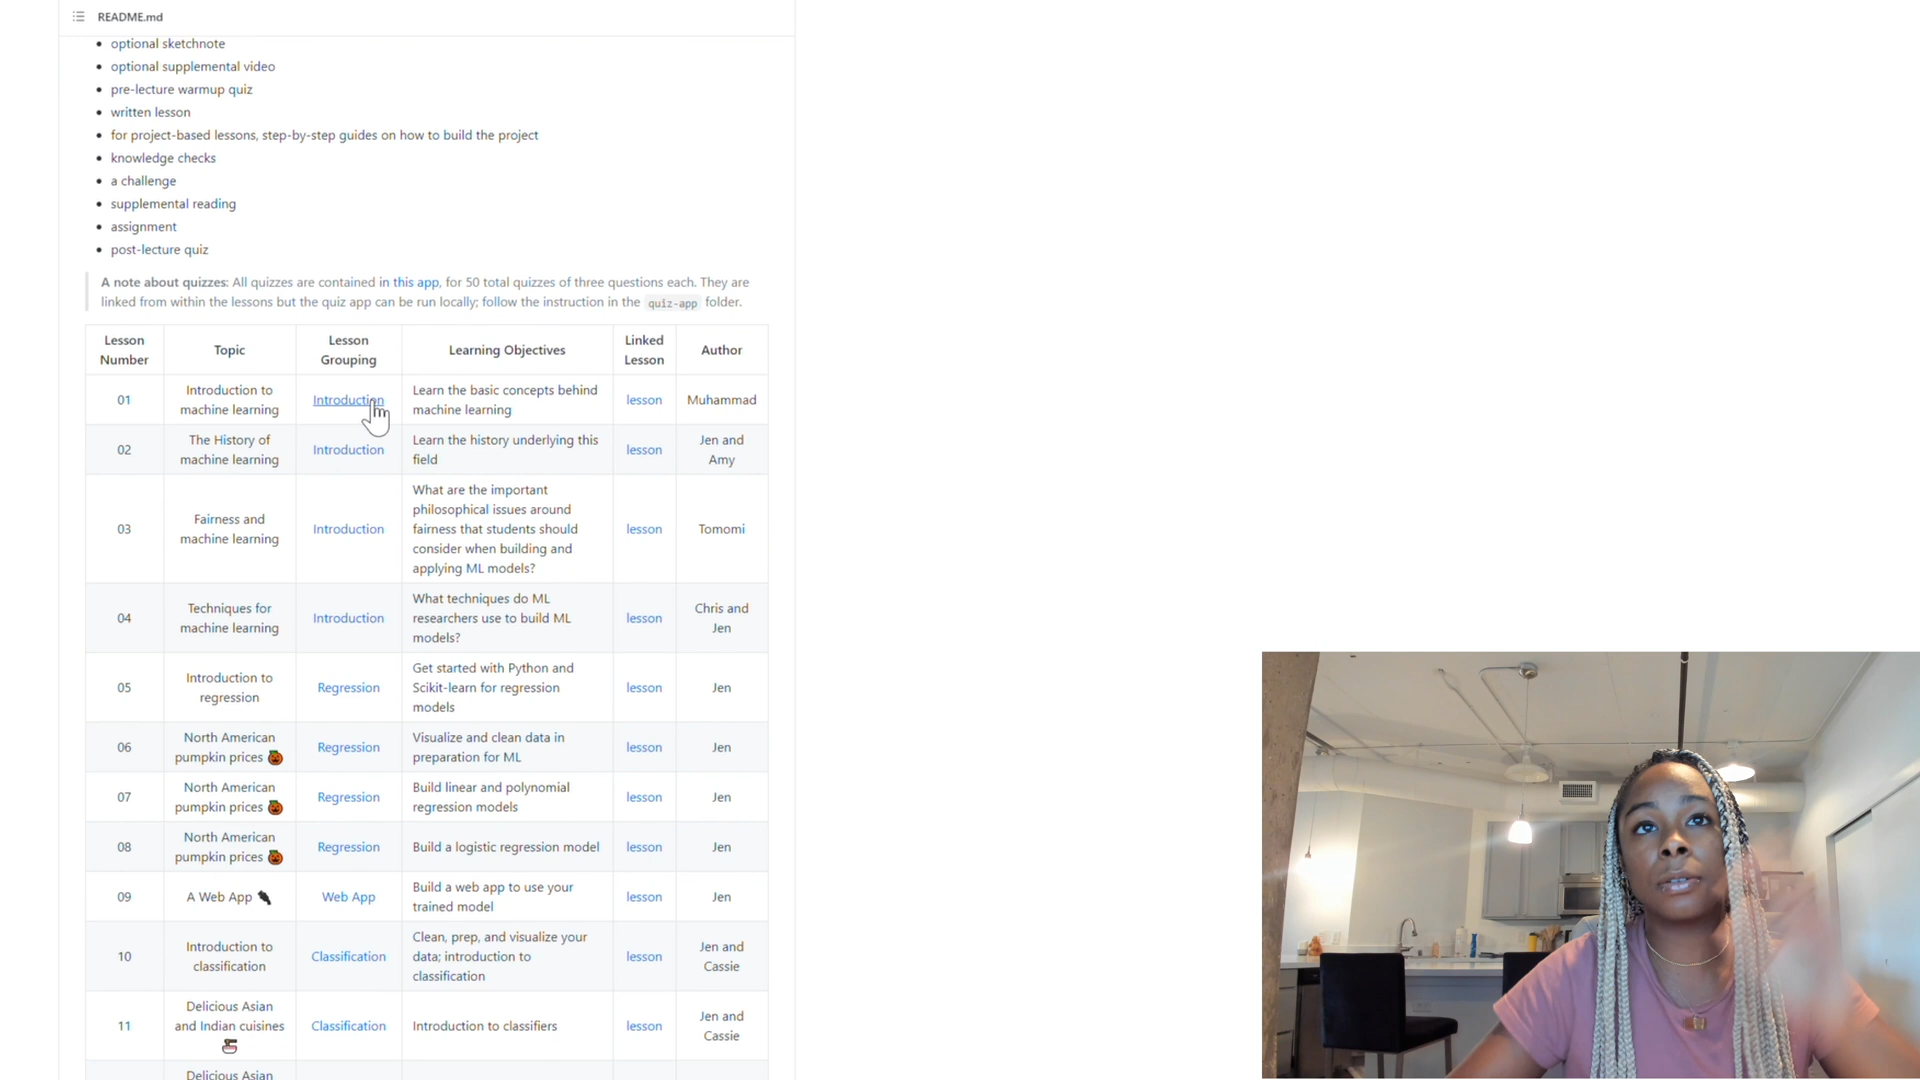 README.md
optional sketchnote
optional supplemental video
pre-lecture warmup quiz
written lesson
for project-based lessons, step-by-step guides on how to build the project
knowledge checks
a challenge
supplemental reading
assignment
post-lecture quiz
A note about quizzes: All quizzes are contained in this app, for 50 total quizzes of three questions each. They are
linked from within the lessons but the quiz app can be run locally; follow the instruction in the quiz-app folder.
Lesson
Number
Topic
Lesson
Grouping
Learning Objectives
Linked
Lesson
Author
01
Introduction to
machine learning
Introduction
Learn the basic concepts behind
machine learning
lesson
Muhammad
02
The History of
machine learning
Introduction
Learn the history underlying this
field
lesson
Jen and
Amy
03
Fairness and
machine learning
Introduction
What are the important
philosophical issues around
fairness that students should
consider when building and
applying ML models?
lesson
Tomomi
04
Techniques for
machine learning
Introduction
What techniques do ML
researchers use to build ML
models?
lesson
Chris and
Jen
05
Introduction to
regression
Regression
Get started with Python and
Scikit-learn for regression
models
lesson
Jen
06
North American
pumpkin prices 🎃
Regression
Visualize and clean data in
preparation for ML
lesson
Jen
07
North American
pumpkin prices 🎃
Regression
Build linear and polynomial
regression models
lesson
Jen
08
North American
pumpkin prices 🎃
Regression
Build a logistic regression model
lesson
Jen
09
A Web App 🔌
Web App
Build a web app to use your
trained model
lesson
Jen
10
Introduction to
classification
Classification
Clean, prep, and visualize your
data; introduction to
classification
lesson
Jen and
Cassie
11
Delicious Asian
and Indian cuisines
🍜
Classification
Introduction to classifiers
lesson
Jen and
Cassie
Delicious Asian